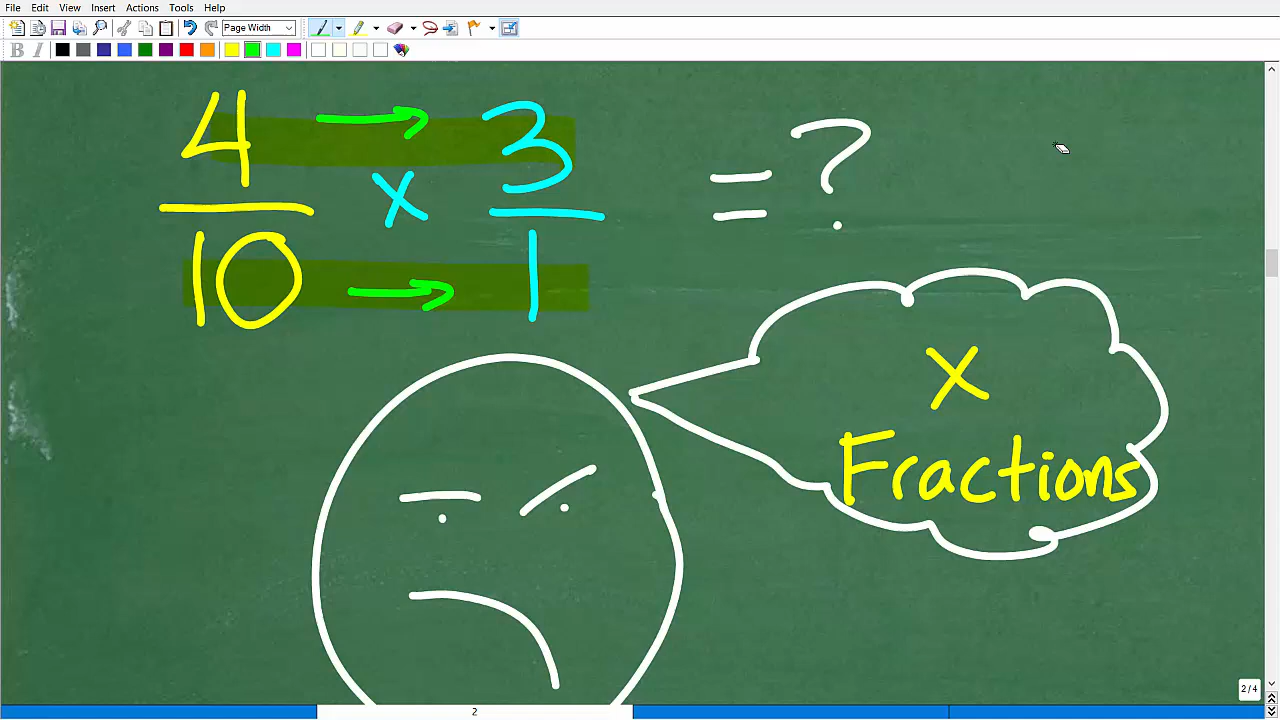 File Edit View Insert Actions Tools Help
Page Width
B I
4 → 3
x = ?
10 → 1
x
Fractions
2/4
2